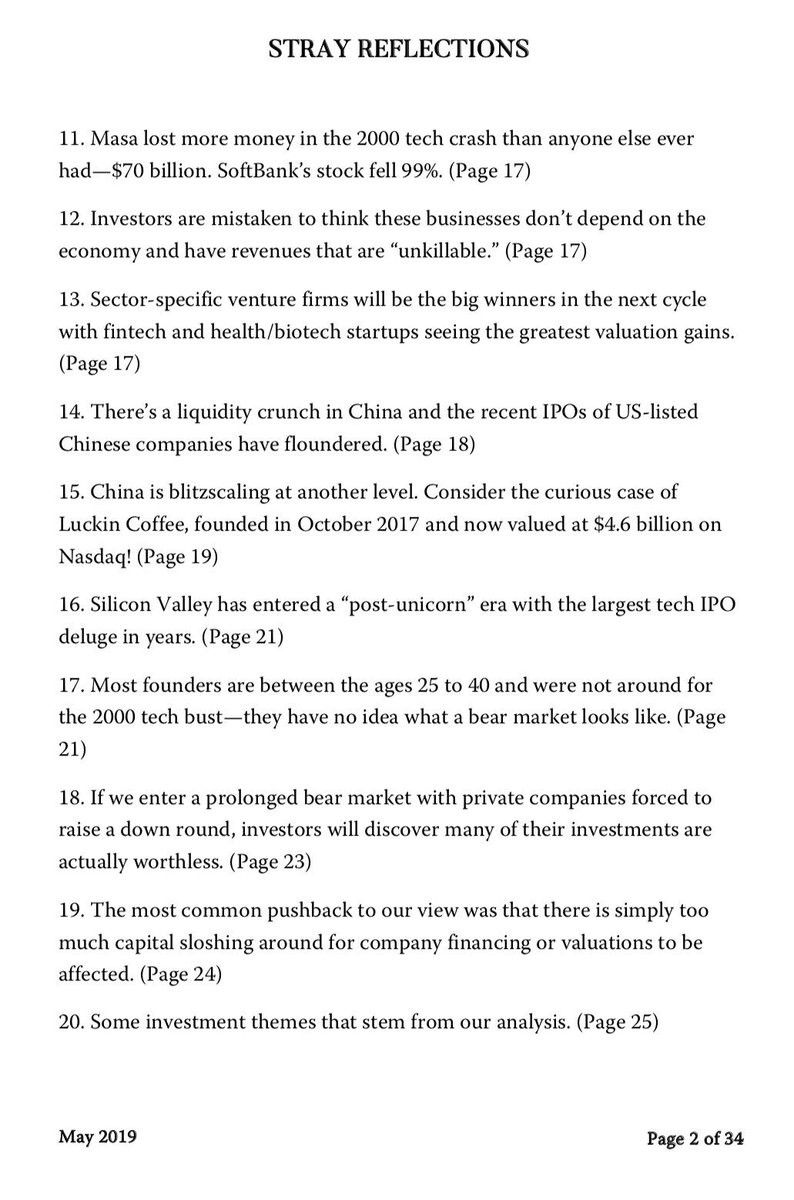 STRAY REFLECTIONS
11. Masa lost more money in the 2000 tech crash than anyone else ever
had—$70 billion. SoftBank’s stock fell 99%. (Page 17)
12. Investors are mistaken to think these businesses don’t depend on the
economy and have revenues that are “unkillable.” (Page 17)
13. Sector-specific venture firms will be the big winners in the next cycle
with fintech and health/biotech startups seeing the greatest valuation gains.
(Page 17)
14. There’s a liquidity crunch in China and the recent IPOs of US-listed
Chinese companies have floundered. (Page 18)
15. China is blitzscaling at another level. Consider the curious case of
Luckin Coffee, founded in October 2017 and now valued at $4.6 billion on
Nasdaq! (Page 19)
16. Silicon Valley has entered a “post-unicorn” era with the largest tech IPO
deluge in years. (Page 21)
17. Most founders are between the ages 25 to 40 and were not around for
the 2000 tech bust—they have no idea what a bear market looks like. (Page
21)
18. If we enter a prolonged bear market with private companies forced to
raise a down round, investors will discover many of their investments are
actually worthless. (Page 23)
19. The most common pushback to our view was that there is simply too
much capital sloshing around for company financing or valuations to be
affected. (Page 24)
20. Some investment themes that stem from our analysis. (Page 25)
May 2019
Page 2 of 34